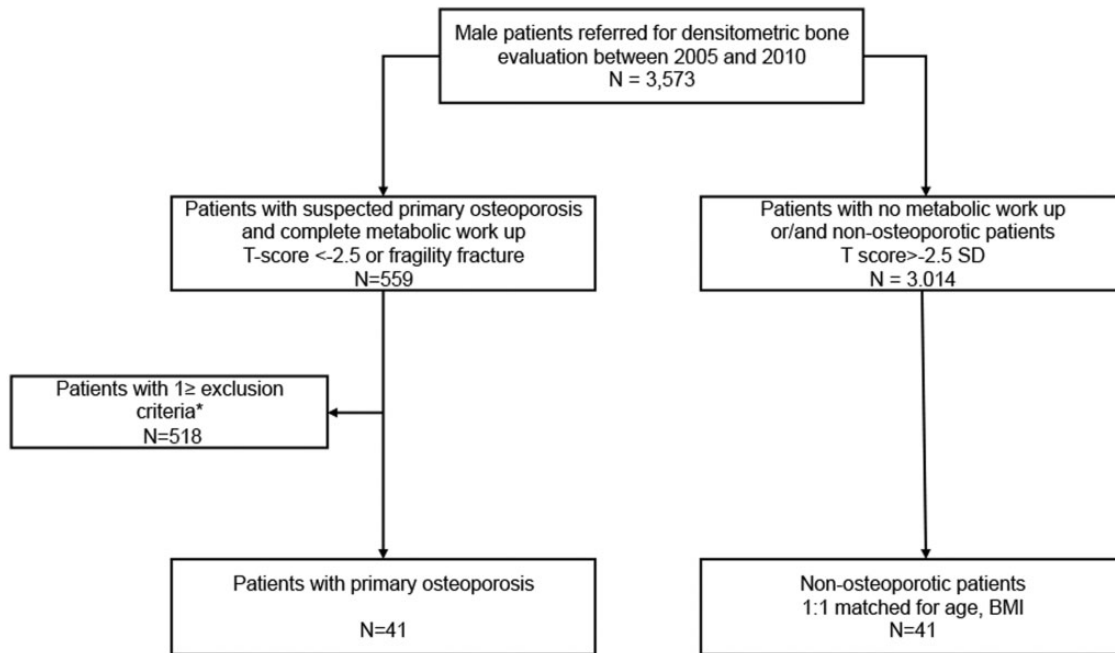 Male patients referred for densitometric bone
evaluation between 2005 and 2010
N = 3,573
Patients with suspected primary osteoporosis
and complete metabolic work up
T-score <-2.5 or fragility fracture
N=559
Patients with no metabolic work up
or/and non-osteoporotic patients
T score>-2.5 SD
N = 3.014
Patients with 1≥ exclusion
criteria*
N=518
Patients with primary osteoporosis
N=41
Non-osteoporotic patients
1:1 matched for age, BMI
N=41